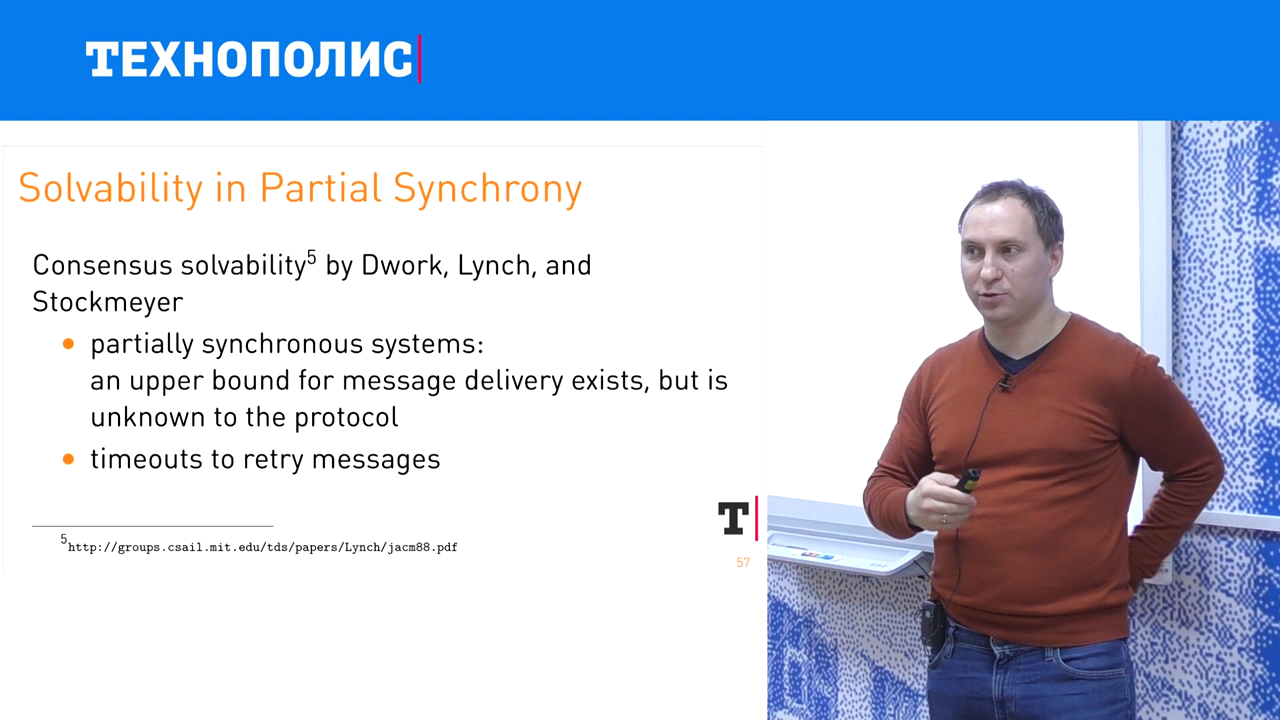 ТЕХНОПОЛИС
Solvability in Partial Synchrony
Consensus solvability⁵ by Dwork, Lynch, and
Stockmeyer
• partially synchronous systems:
an upper bound for message delivery exists, but is
unknown to the protocol
• timeouts to retry messages
⁵http://groups.csail.mit.edu/tds/papers/Lynch/jacm88.pdf
T
57